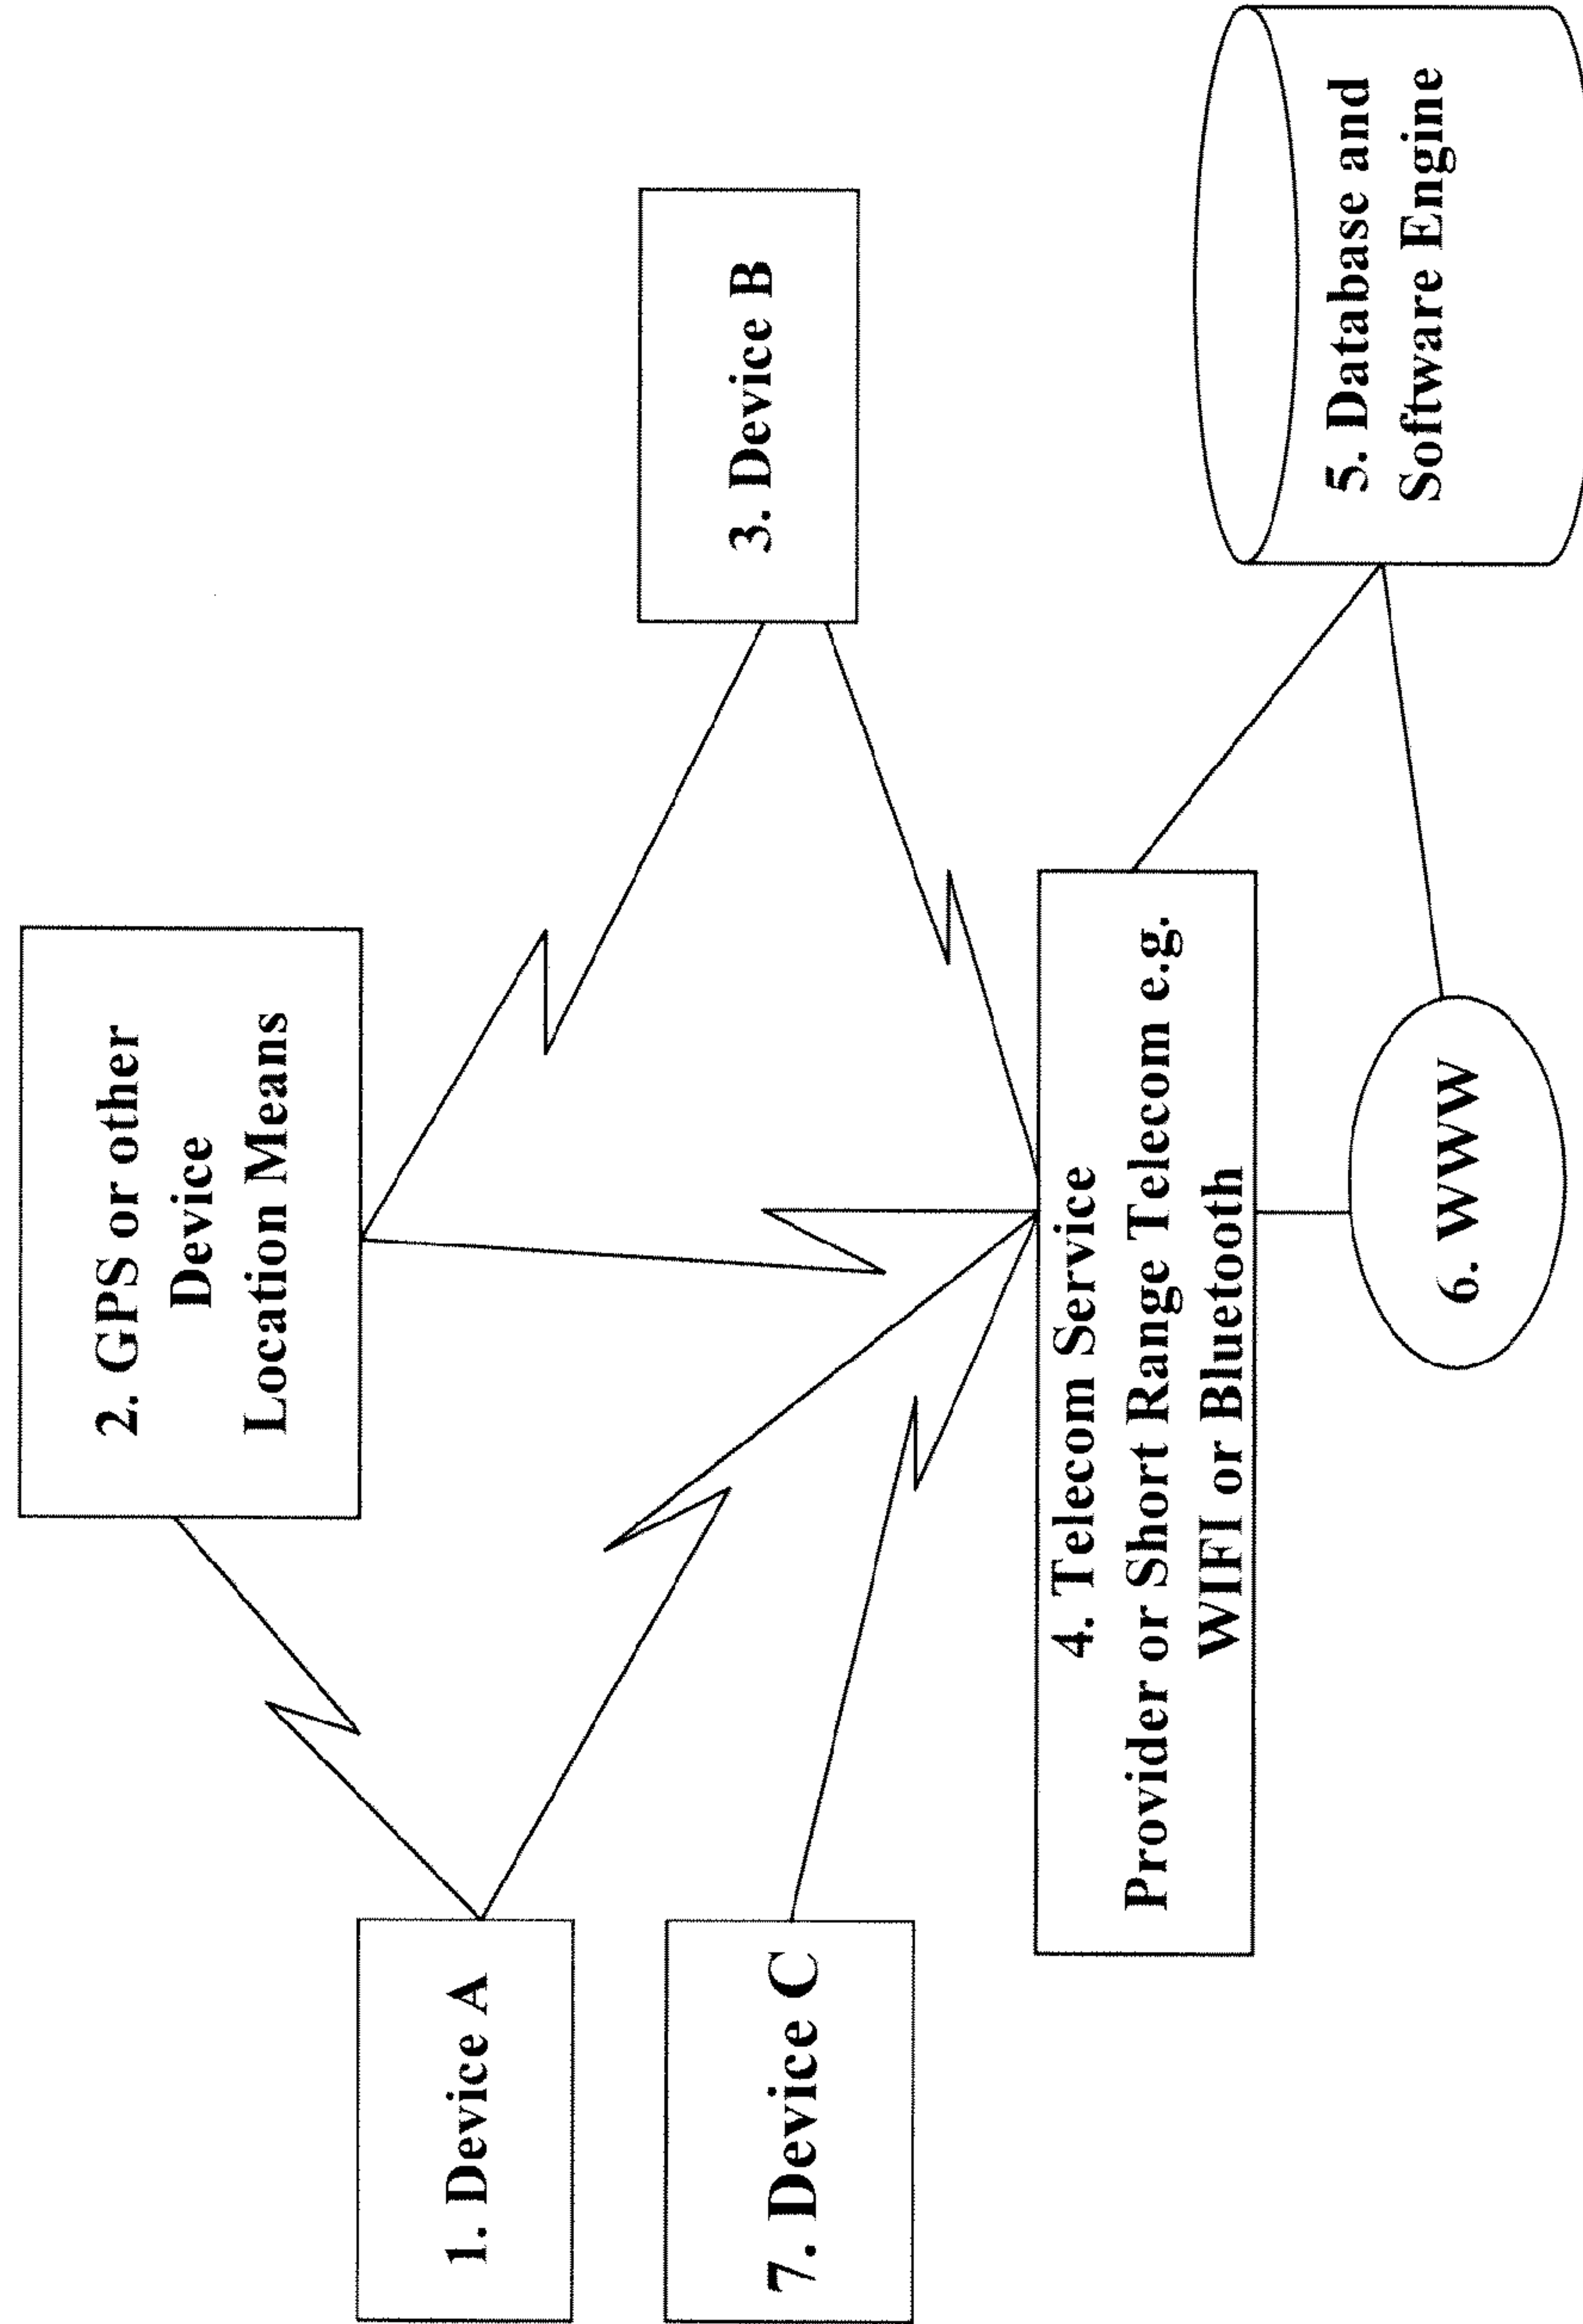 2. GPS or other
Device
Location Means
1. Device A
3. Device B
7. Device C
4. Telecom Service
Provider or Short Range Telecom e.g.
WIFI or Bluetooth
5. Database and
Software Engine
6. WWW